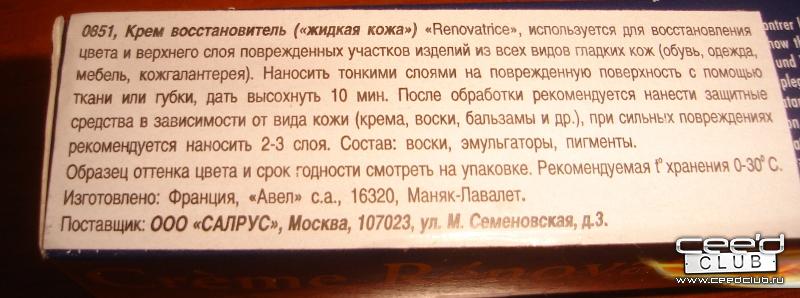 0851, Крем восстановитель («жидкая кожа») «Renovatrice», используется для восстановления
цвета и верхнего слоя поврежденных участков изделий из всех видов гладких кож (обувь, одежда,
мебель, кожгалантерея). Наносить тонкими слоями на поврежденную поверхность с помощью
ткани или губки, дать высохнуть 10 мин. После обработки рекомендуется нанести защитные
средства в зависимости от вида кожи (крема, воски, бальзамы и др.), при сильных повреждениях
рекомендуется наносить 2-3 слоя. Состав: воски, эмульгаторы, пигменты.
Образец оттенка цвета и срок годности смотреть на упаковке. Рекомендуемая t° хранения 0-30° С.
Изготовлено: Франция, «Авел» с.а., 16320, Маняк-Лавалет.
Поставщик: ООО «САЛРУС», Москва, 107023, ул. М. Семеновская, д.3.
Crème Rénova
cee'd
CLUB
www.ceedclub.ru